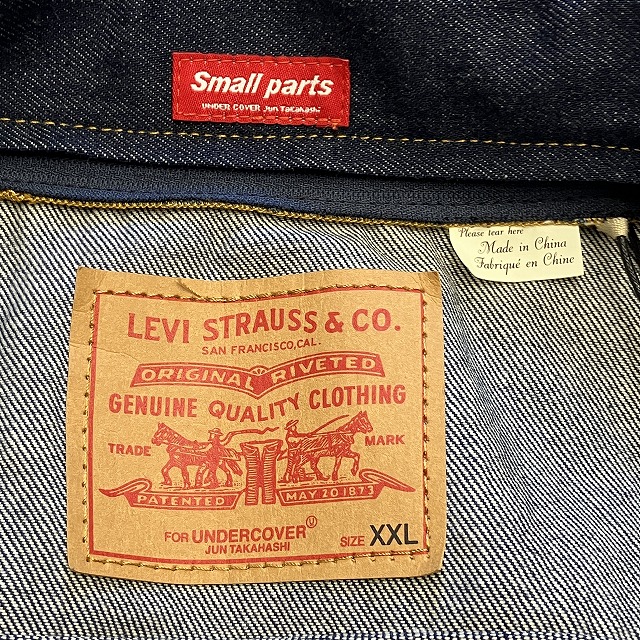 Small parts
UNDER COVER Jun Takahashi
Please tear here
Made in China
Fabriqué en Chine
LEVI STRAUSS & CO.
SAN FRANCISCO, CAL.
ORIGINAL RIVETED
GENUINE QUALITY CLOTHING
TRADE MARK
PATENTED MAY 20 1873
FOR UNDERCOVER Ⓤ
JUN TAKAHASHI
SIZE XXL